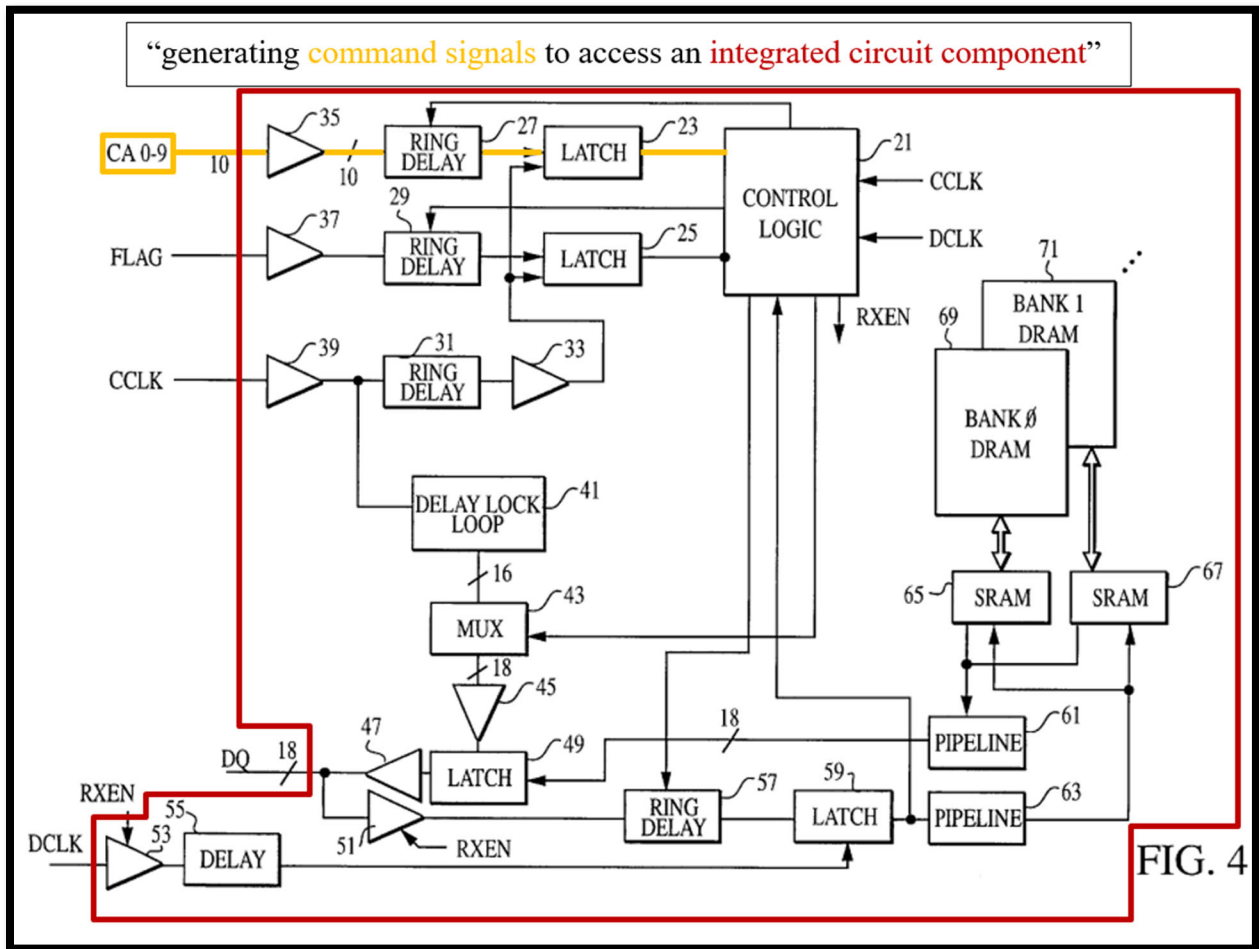 “generating command signals to access an integrated circuit component”
35
27
23
21
CA 0-9
10
10
RING DELAY
LATCH
CONTROL LOGIC
CCLK
DCLK
37
29
25
FLAG
RING DELAY
LATCH
71
BANK 1 DRAM
RXEN
69
39
31
33
CCLK
RING DELAY
BANK Ø DRAM
DELAY LOCK LOOP
41
16
65
SRAM
SRAM
67
43
MUX
18
45
18
61
PIPELINE
DQ
18
47
49
LATCH
RXEN
55
51
RXEN
57
RING DELAY
59
LATCH
63
PIPELINE
DCLK
53
DELAY
FIG. 4